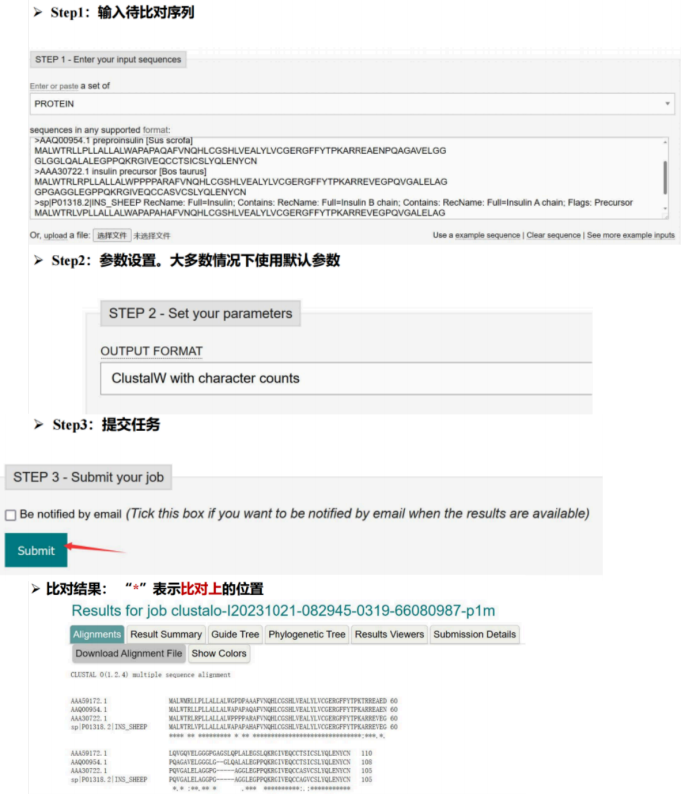 ➢ Step1：输入待比对序列
STEP 1 - Enter your input sequences
Enter or paste a set of
PROTEIN
sequences in any supported format:
>AAQ00954.1 preproinsulin [Sus scrofa]
MALWTRLLPLLALLALWAPAPAQAFVNQHLCGSHLVEALYLVCGERGFFYTPKARREAENPQAGAVELGG
GLGGLQALALEGPPQKRGIVEQCCTSICSLYQLENYCN
>AAA30722.1 insulin precursor [Bos taurus]
MALWTRLRPLLALLALWPPPPARAFVNQHLCGSHLVEALYLVCGERGFFYTPKARREVEGPQVGALELAG
GPGAGGLEGPPQKRGIVEQCCASVCSLYQLENYCN
>sp|P01318.2|INS_SHEEP RecName: Full=Insulin; Contains: RecName: Full=Insulin B chain; Contains: RecName: Full=Insulin A chain; Flags: Precursor
MALWTRLVPLLALLALWAPAPAHAFVNQHLCGSHLVEALYLVCGERGFFYTPKARREVEGPQVGALELAG
Or, upload a file: 选择文件 未选择文件 Use a example sequence | Clear sequence | See more example inputs
➢ Step2：参数设置。大多数情况下使用默认参数
STEP 2 - Set your parameters
OUTPUT FORMAT
ClustalW with character counts
➢ Step3：提交任务
STEP 3 - Submit your job
Be notified by email (Tick this box if you want to be notified by email when the results are available)
Submit
➢ 比对结果： “*”表示比对上的位置
Results for job clustalo-I20231021-082945-0319-66080987-p1m
Alignments Result Summary Guide Tree Phylogenetic Tree Results Viewers Submission Details
Download Alignment File Show Colors
CLUSTAL O(1.2.4) multiple sequence alignment
AAA59172.1 MALWMRLLPLLALLALWGPDPAAAFVNQHLCGSHLVEALYLVCGERGFFYTPKTRREAED 60
AAQ00954.1 MALWTRLLPLLALLALWAPAPAQAFVNQHLCGSHLVEALYLVCGERGFFYTPKARREAEN 60
AAA30722.1 MALWTRLRPLLALLALWPPPPARAFVNQHLCGSHLVEALYLVCGERGFFYTPKARREVEG 60
sp|P01318.2|INS_SHEEP MALWTRLVPLLALLALWAPAPAHAFVNQHLCGSHLVEALYLVCGERGFFYTPKARREVEG 60
**** ** ********* * ** ******************************:***.*.
AAA59172.1 LQVGQVELGGGPGAGSLQPLALEGSLQKRGIVEQCCTSICSLYQLENYCN 110
AAQ00954.1 PQAGAVELGGGLG--GLQALALEGPPQKRGIVEQCCTSICSLYQLENYCN 108
AAA30722.1 PQVGALELAGGPG-----AGGLEGPPQKRGIVEQCCASVCSLYQLENYCN 105
sp|P01318.2|INS_SHEEP PQVGALELAGGPG-----AGGLEGPPQKRGIVEQCCAGVCSLYQLENYCN 105
*.* :**.** * .*** **********:.:***********